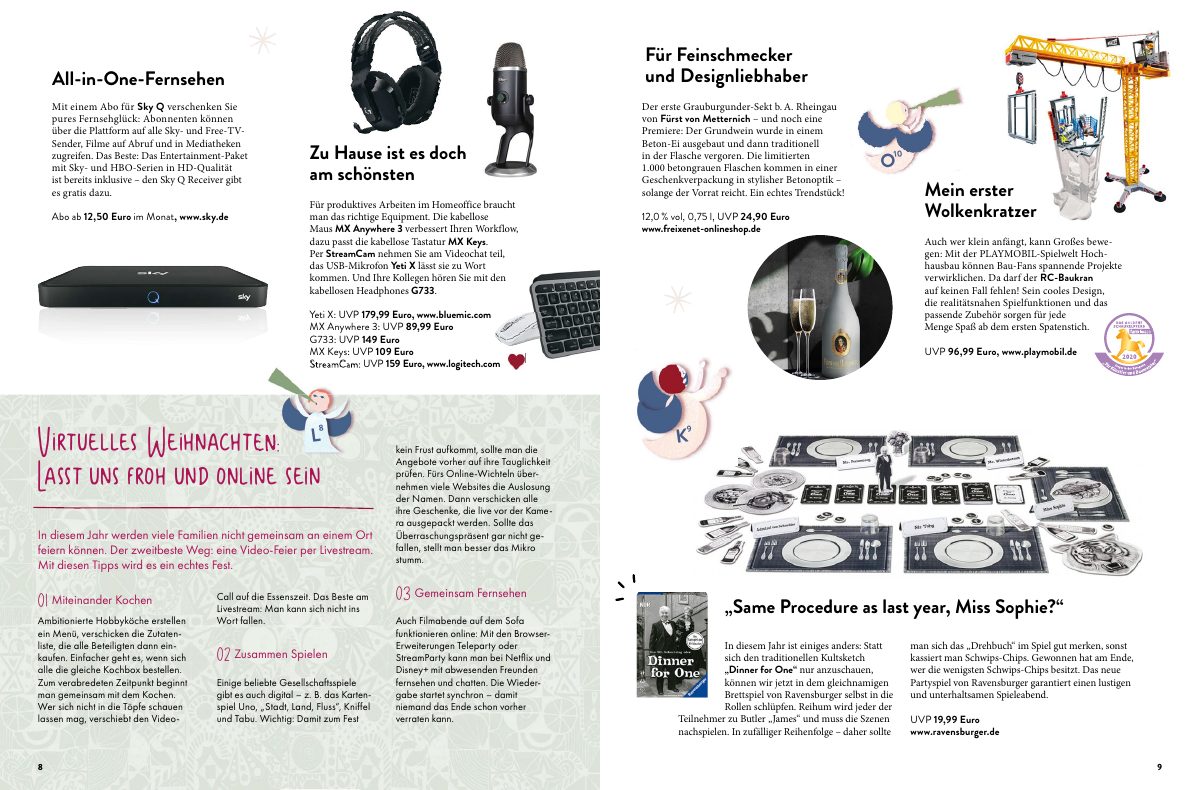 All-in-One-Fernsehen
Mit einem Abo für Sky Q verschenken Sie
pures Fernsehglück: Abonnenten können
über die Plattform auf alle Sky- und Free-TV-
Sender, Filme auf Abruf und in Mediatheken
zugreifen. Das Beste: Das Entertainment-Paket
mit Sky- und HBO-Serien in HD-Qualität
ist bereits inklusive – den Sky Q Receiver gibt
es gratis dazu.
Abo ab 12,50 Euro im Monat, www.sky.de
sky
sky
Zu Hause ist es doch
am schönsten
Für produktives Arbeiten im Homeoffice braucht
man das richtige Equipment. Die kabellose
Maus MX Anywhere 3 verbessert Ihren Workflow,
dazu passt die kabellose Tastatur MX Keys.
Per StreamCam nehmen Sie am Videochat teil,
das USB-Mikrofon Yeti X lässt sie zu Wort
kommen. Und Ihre Kollegen hören Sie mit den
kabellosen Headphones G733.
Yeti X: UVP 179,99 Euro, www.bluemic.com
MX Anywhere 3: UVP 89,99 Euro
G733: UVP 149 Euro
MX Keys: UVP 109 Euro
StreamCam: UVP 159 Euro, www.logitech.com
L8
Virtuelles Weihnachten:
Lasst uns froh und online sein
In diesem Jahr werden viele Familien nicht gemeinsam an einem Ort
feiern können. Der zweitbeste Weg: eine Video-Feier per Livestream.
Mit diesen Tipps wird es ein echtes Fest.
01 Miteinander Kochen
Ambitionierte Hobbyköche erstellen
ein Menü, verschicken die Zutaten-
liste, die alle Beteiligten dann ein-
kaufen. Einfacher geht es, wenn sich
alle die gleiche Kochbox bestellen.
Zum verabredeten Zeitpunkt beginnt
man gemeinsam mit dem Kochen.
Wer sich nicht in die Töpfe schauen
lassen mag, verschiebt den Video-
Call auf die Essenszeit. Das Beste am
Livestream: Man kann sich nicht ins
Wort fallen.
02 Zusammen Spielen
Einige beliebte Gesellschaftsspiele
gibt es auch digital – z. B. das Karten-
spiel Uno, „Stadt, Land, Fluss“, Kniffel
und Tabu. Wichtig: Damit zum Fest
kein Frust aufkommt, sollte man die
Angebote vorher auf ihre Tauglichkeit
prüfen. Fürs Online-Wichteln über-
nehmen viele Websites die Auslosung
der Namen. Dann verschicken alle
ihre Geschenke, die live vor der Kame-
ra ausgepackt werden. Sollte das
Überraschungspräsent gar nicht ge-
fallen, stellt man besser das Mikro
stumm.
03 Gemeinsam Fernsehen
Auch Filmabende auf dem Sofa
funktionieren online: Mit den Browser-
Erweiterungen Teleparty oder
StreamParty kann man bei Netflix und
Disney+ mit abwesenden Freunden
fernsehen und chatten. Die Wieder-
gabe startet synchron – damit
niemand das Ende schon vorher
verraten kann.
8
Für Feinschmecker
und Designliebhaber
Der erste Grauburgunder-Sekt b. A. Rheingau
von Fürst von Metternich – und noch eine
Premiere: Der Grundwein wurde in einem
Beton-Ei ausgebaut und dann traditionell
in der Flasche vergoren. Die limitierten
1.000 betongrauen Flaschen kommen in einer
Geschenkverpackung in stylisher Betonoptik –
solange der Vorrat reicht. Ein echtes Trendstück!
12,0 % vol, 0,75 l, UVP 24,90 Euro
www.freixenet-onlineshop.de
O10
Mein erster
Wolkenkratzer
Auch wer klein anfängt, kann Großes bewe-
gen: Mit der PLAYMOBIL-Spielwelt Hoch-
hausbau können Bau-Fans spannende Projekte
verwirklichen. Da darf der RC-Baukran
auf keinen Fall fehlen! Sein cooles Design,
die realitätsnahen Spielfunktionen und das
passende Zubehör sorgen für jede
Menge Spaß ab dem ersten Spatenstich.
UVP 96,99 Euro, www.playmobil.de
2020
K9
Sir Toby
Miss Sophie
Dinner
for One
„Same Procedure as last year, Miss Sophie?“
In diesem Jahr ist einiges anders: Statt
sich den traditionellen Kultsketch
„Dinner for One“ nur anzuschauen,
können wir jetzt in dem gleichnamigen
Brettspiel von Ravensburger selbst in die
Rollen schlüpfen. Reihum wird jeder der
Teilnehmer zu Butler „James“ und muss die Szenen
nachspielen. In zufälliger Reihenfolge – daher sollte
man sich das „Drehbuch“ im Spiel gut merken, sonst
kassiert man Schwips-Chips. Gewonnen hat am Ende,
wer die wenigsten Schwips-Chips besitzt. Das neue
Partyspiel von Ravensburger garantiert einen lustigen
und unterhaltsamen Spieleabend.
UVP 19,99 Euro
www.ravensburger.de
9